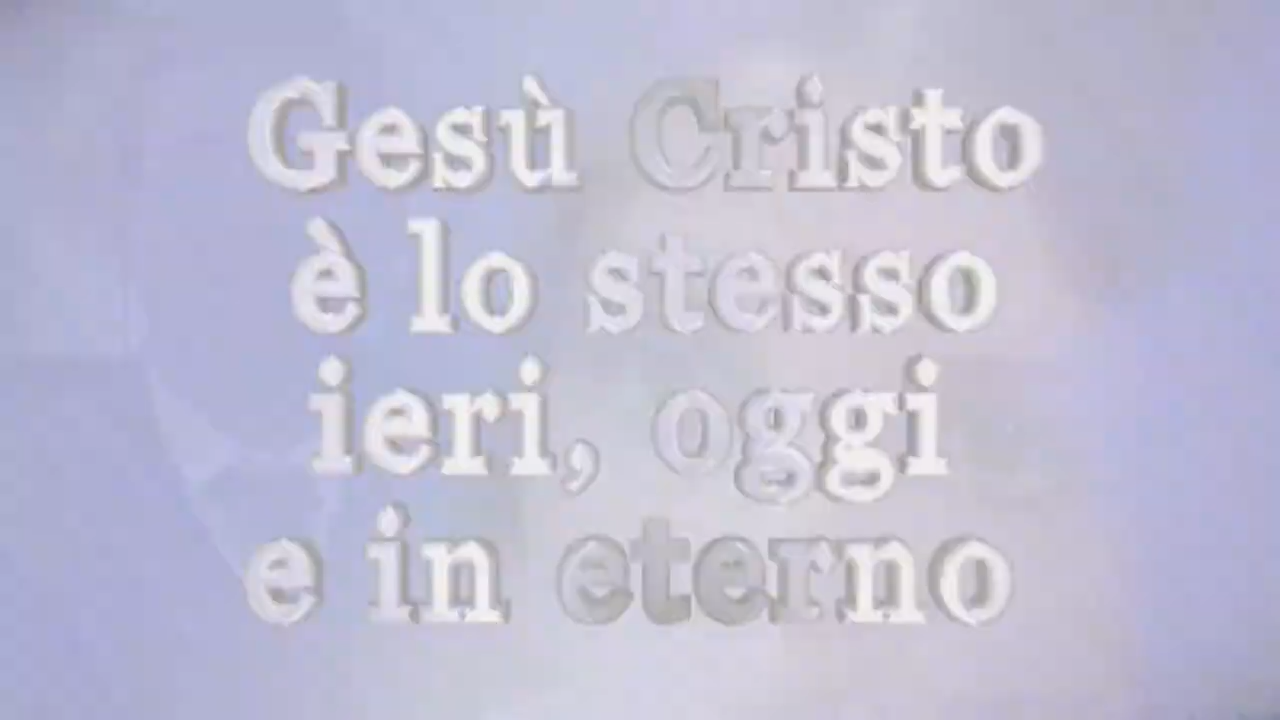 Gesù Cristo
è lo stesso
ieri, oggi
e in eterno